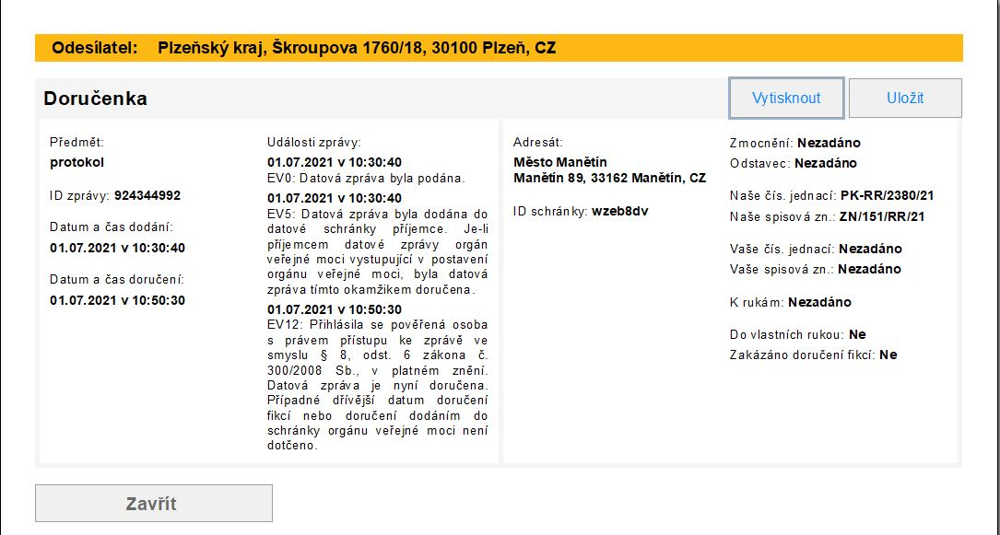 Odesílatel: Plzeňský kraj, Škroupova 1760/18, 30100 Plzeň, CZ
Doručenka
Vytisknout
Uložit
Předmět:
protokol
ID zprávy: 924344992
Datum a čas dodání:
01.07.2021 v 10:30:40
Datum a čas doručení:
01.07.2021 v 10:50:30
Události zprávy:
01.07.2021 v 10:30:40
EV0: Datová zpráva byla podána.
01.07.2021 v 10:30:40
EV5: Datová zpráva byla dodána do
datové schránky příjemce. Je-li
příjemcem datové zprávy orgán
veřejné moci vystupující v postavení
orgánu veřejné moci, byla datová
zpráva tímto okamžikem doručena.
01.07.2021 v 10:50:30
EV12: Přihlásila se pověřená osoba
s právem přístupu ke zprávě ve
smyslu § 8, odst. 6 zákona č.
300/2008 Sb., v platném znění.
Datová zpráva je nyní doručena.
Případné dřívější datum doručení
fikcí nebo doručení dodáním do
schránky orgánu veřejné moci není
dotčeno.
Adresát:
Město Manětín
Manětín 89, 33162 Manětín, CZ
ID schránky: wzeb8dv
Zmocnění: Nezadáno
Odstavec: Nezadáno
Naše čís. jednací: PK-RR/2380/21
Naše spisová zn.: ZN/151/RR/21
Vaše čís. jednací: Nezadáno
Vaše spisová zn.: Nezadáno
K rukám: Nezadáno
Do vlastních rukou: Ne
Zakázáno doručení fikcí: Ne
Zavřít